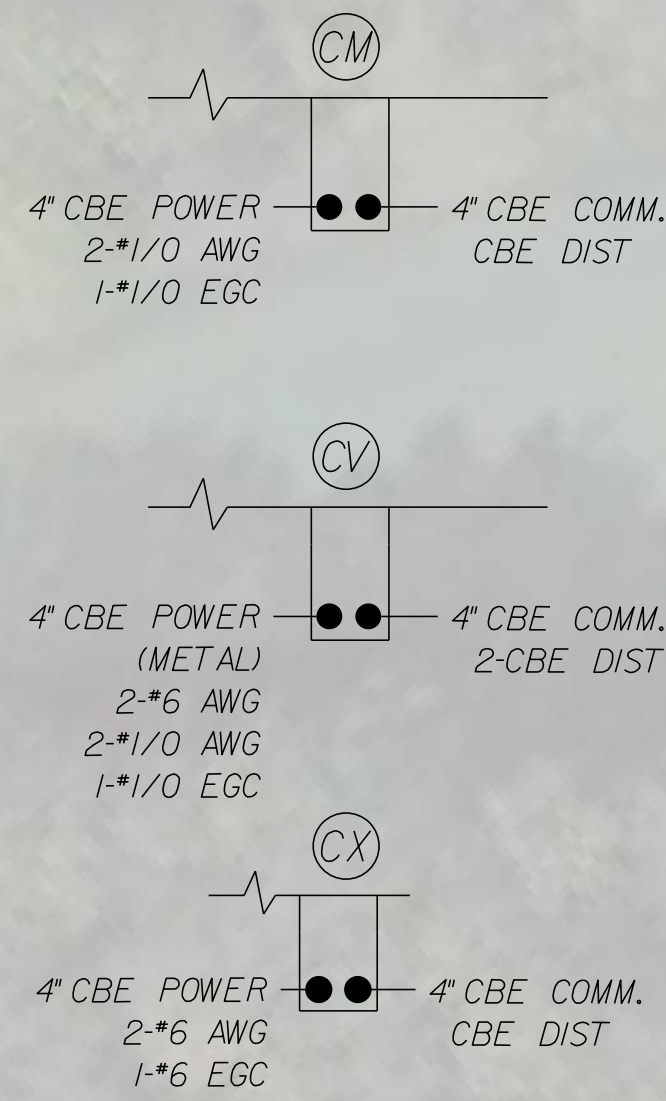 CM
4" CBE POWER
2-#1/0 AWG
1-#1/0 EGC
4" CBE COMM.
CBE DIST
CV
4" CBE POWER
(METAL)
2-#6 AWG
2-#1/0 AWG
1-#1/0 EGC
4" CBE COMM.
2-CBE DIST
CX
4" CBE POWER
2-#6 AWG
1-#6 EGC
4" CBE COMM.
CBE DIST